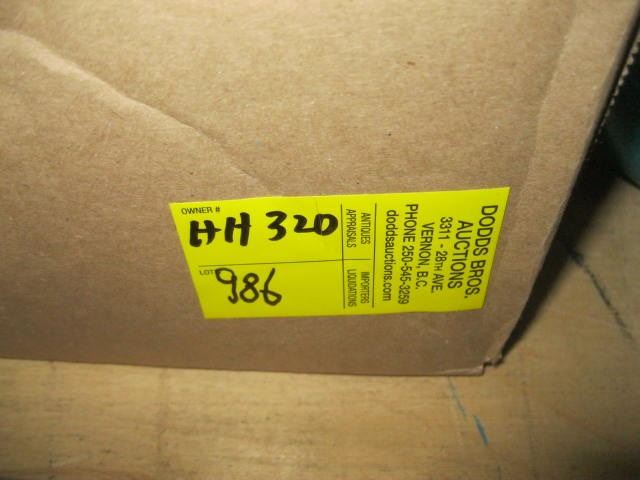 OWNER #
HH 320
LOT
986
ANTIQUES
APPRAISALS
IMPORTERS
LIQUIDATIONS
DODDS BROS.
AUCTIONS
3311 - 28TH AVE.
VERNON, B.C.
PHONE 250-545-3259
doddsauctions.com